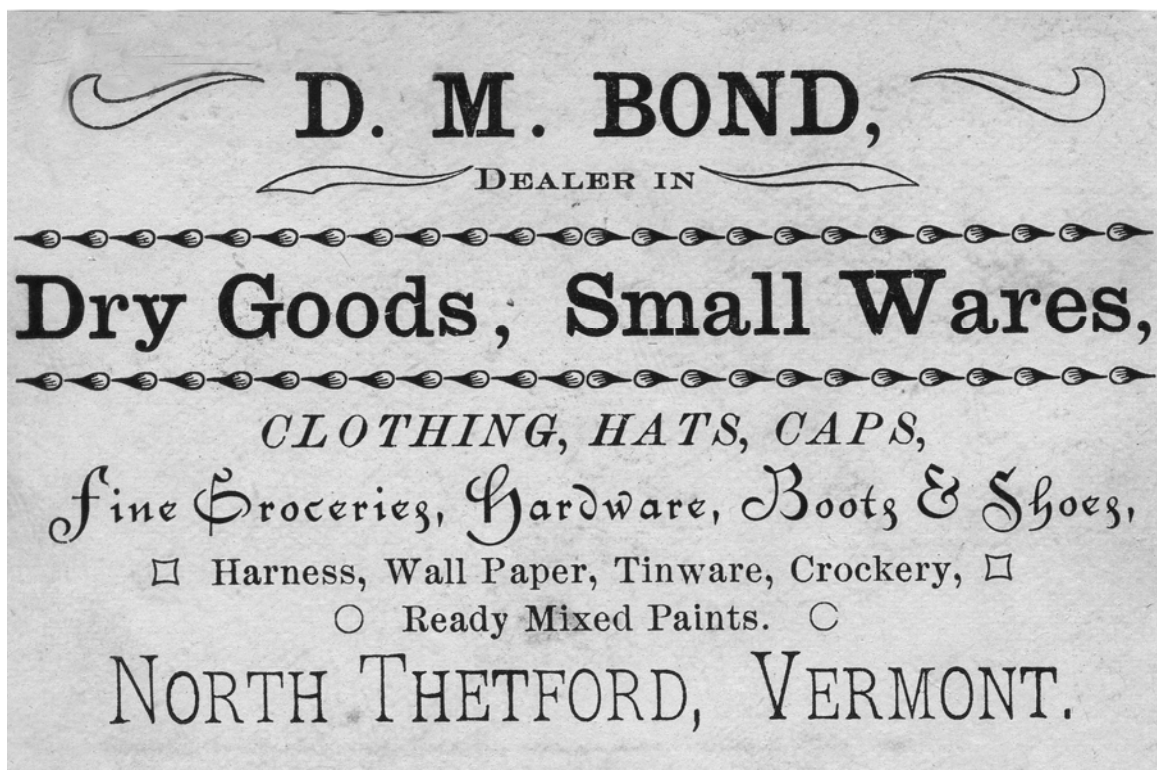 D. M. BOND,
DEALER IN
Dry Goods, Small Wares,
CLOTHING, HATS, CAPS,
Fine Groceries, Hardware, Boots & Shoes,
Harness, Wall Paper, Tinware, Crockery,
Ready Mixed Paints.
NORTH THETFORD, VERMONT.